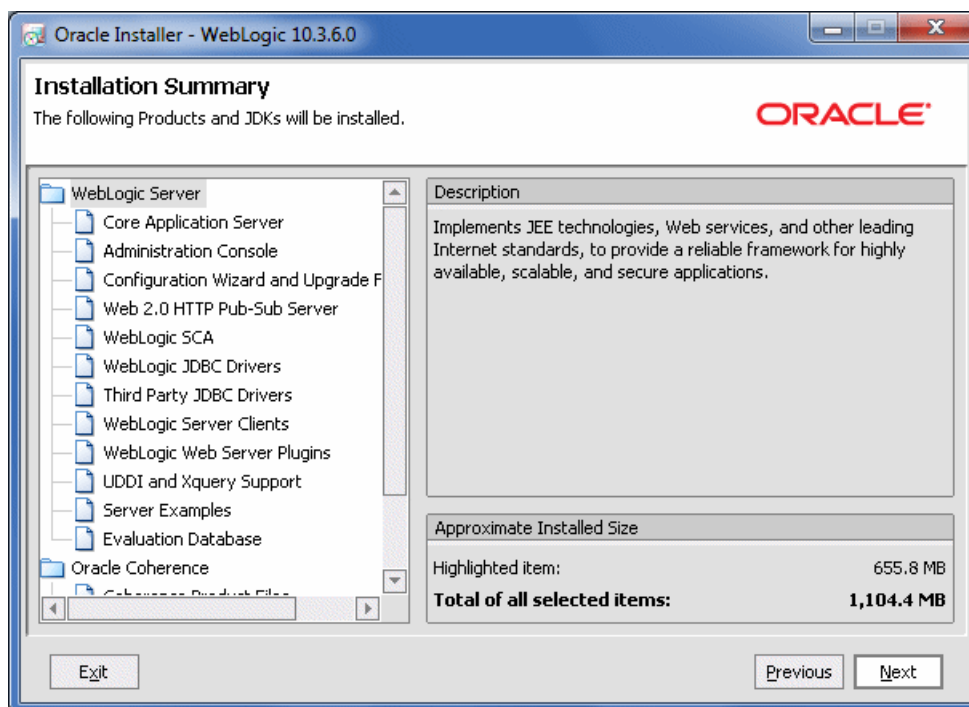 Oracle Installer - WebLogic 10.3.6.0
Installation Summary
The following Products and JDKs will be installed.
ORACLE
WebLogic Server
Core Application Server
Administration Console
Configuration Wizard and Upgrade F
Web 2.0 HTTP Pub-Sub Server
WebLogic SCA
WebLogic JDBC Drivers
Third Party JDBC Drivers
WebLogic Server Clients
WebLogic Web Server Plugins
UDDI and Xquery Support
Server Examples
Evaluation Database
Oracle Coherence
Coherence Product Files
Description
Implements JEE technologies, Web services, and other leading
Internet standards, to provide a reliable framework for highly
available, scalable, and secure applications.
Approximate Installed Size
Highlighted item: 655.8 MB
Total of all selected items: 1,104.4 MB
Exit
Previous
Next